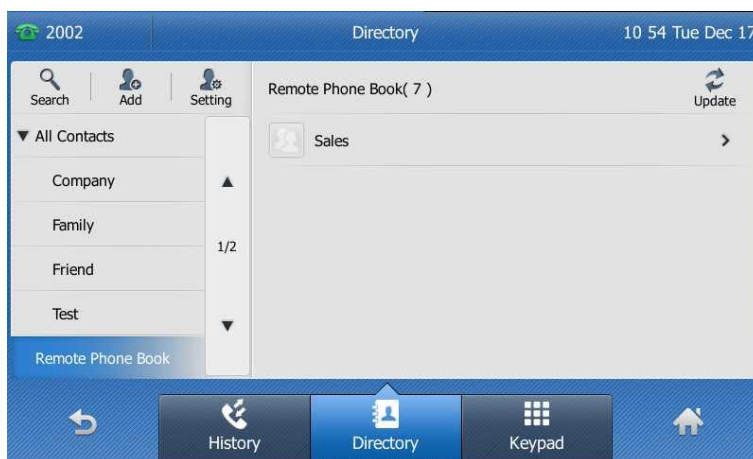 2002
Directory
10 54 Tue Dec 17
Search
Add
Setting
Remote Phone Book( 7 )
Update
All Contacts
Sales
Company
Family
1/2
Friend
Test
Remote Phone Book
History
Directory
Keypad